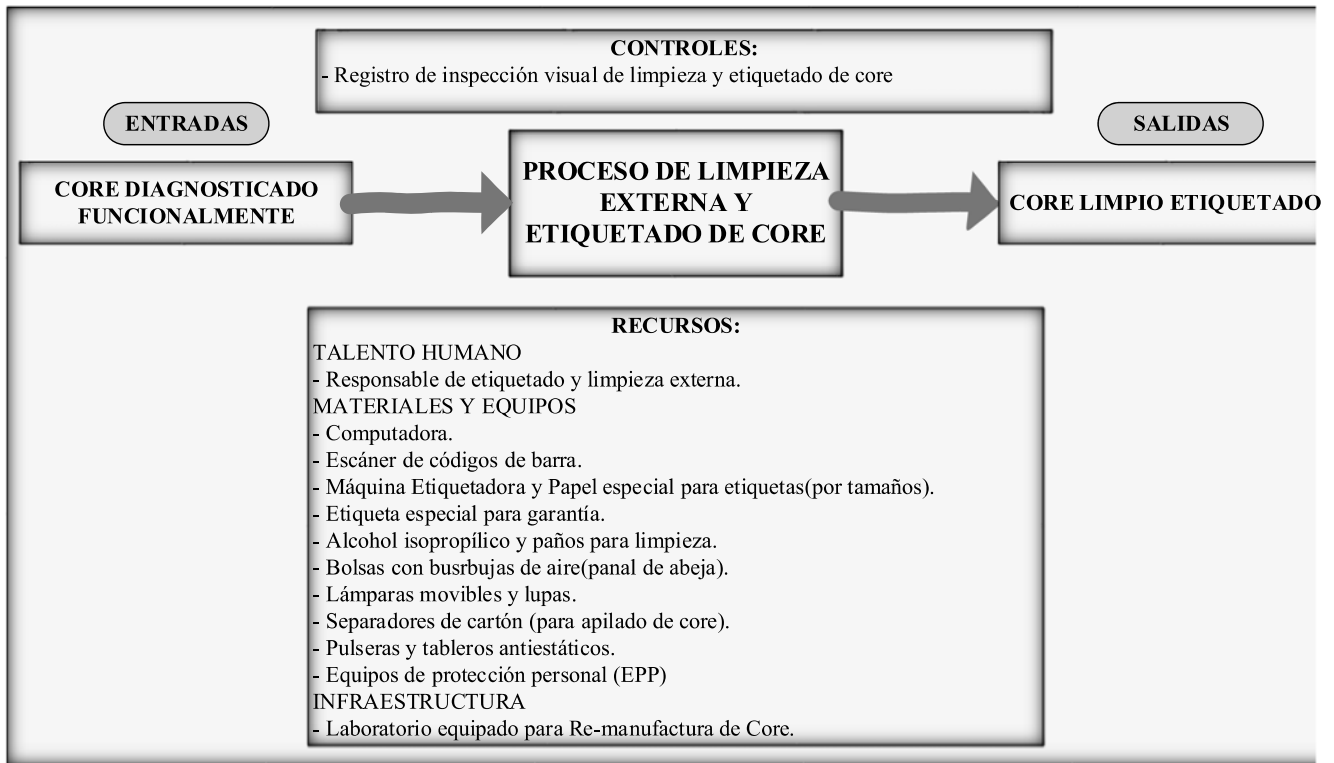 CONTROLES:
- Registro de inspección visual de limpieza y etiquetado de core
ENTRADAS
SALIDAS
CORE DIAGNOSTICADO
FUNCIONALMENTE
PROCESO DE LIMPIEZA
EXTERNA Y
ETIQUETADO DE CORE
CORE LIMPIO ETIQUETADO
RECURSOS:
TALENTO HUMANO
- Responsable de etiquetado y limpieza externa.
MATERIALES Y EQUIPOS
- Computadora.
- Escáner de códigos de barra.
- Máquina Etiquetadora y Papel especial para etiquetas(por tamaños).
- Etiqueta especial para garantía.
- Alcohol isopropílico y paños para limpieza.
- Bolsas con busrbujas de aire(panal de abeja).
- Lámparas movibles y lupas.
- Separadores de cartón (para apilado de core).
- Pulseras y tableros antiestáticos.
- Equipos de protección personal (EPP)
INFRAESTRUCTURA
- Laboratorio equipado para Re-manufactura de Core.